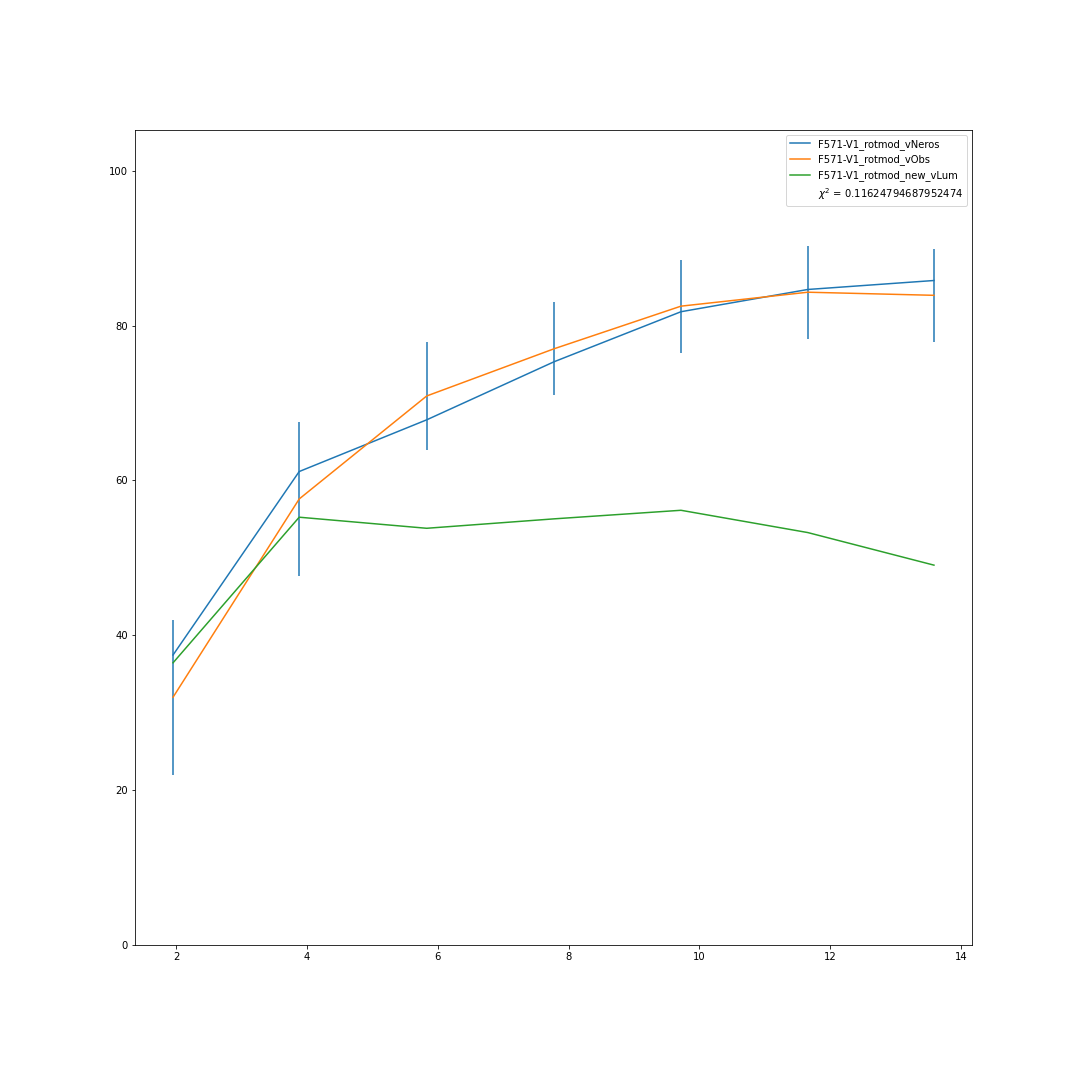 F571-V1_rotmod_vNeros
F571-V1_rotmod_vObs
F571-V1_rotmod_new_vLum
χ² = 0.11624794687952474
100
80
60
40
20
0
2 4 6 8 10 12 14